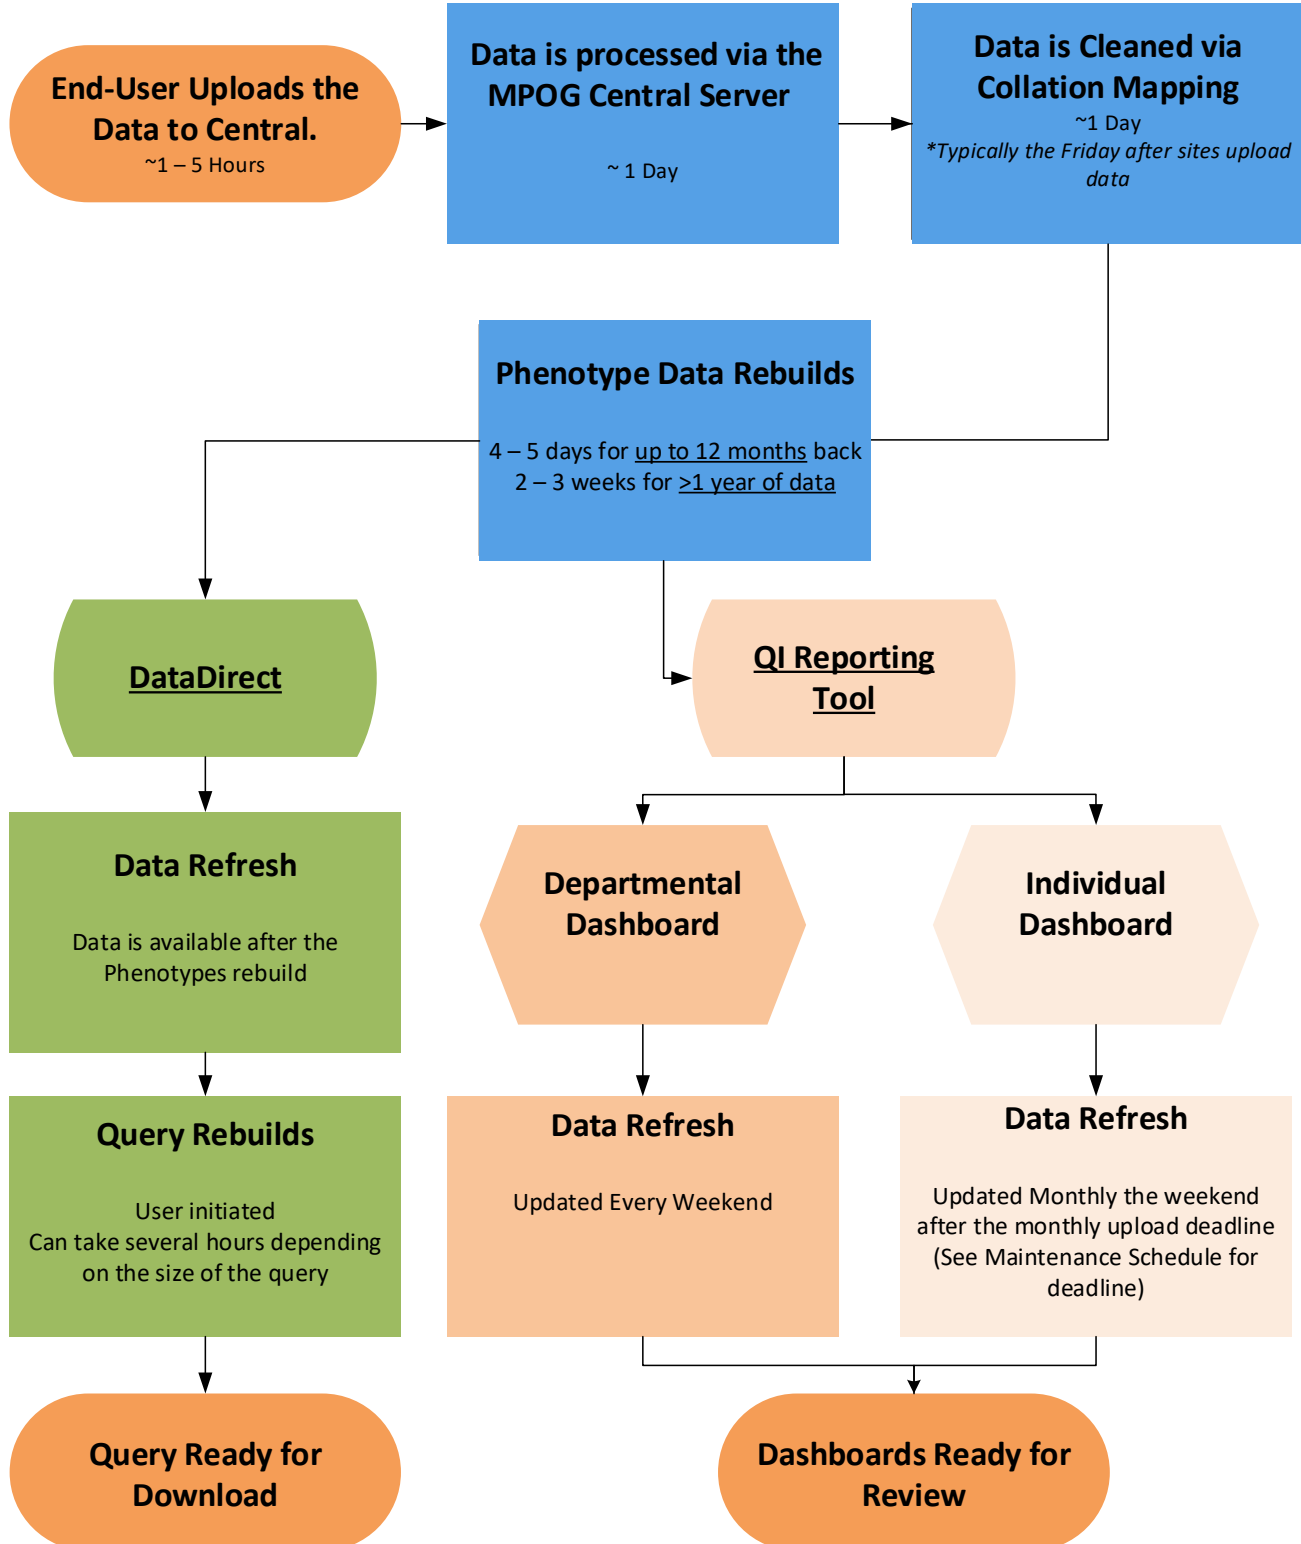 End-User Uploads the
Data to Central.
~1 – 5 Hours
Data is processed via the
MPOG Central Server
~ 1 Day
Data is Cleaned via
Collation Mapping
~1 Day
*Typically the Friday after sites upload
data
Phenotype Data Rebuilds
4 – 5 days for up to 12 months back
2 – 3 weeks for >1 year of data
DataDirect
QI Reporting
Tool
Data Refresh
Data is available after the
Phenotypes rebuild
Departmental
Dashboard
Individual
Dashboard
Query Rebuilds
User initiated
Can take several hours depending
on the size of the query
Data Refresh
Updated Every Weekend
Data Refresh
Updated Monthly the weekend
after the monthly upload deadline
(See Maintenance Schedule for
deadline)
Query Ready for
Download
Dashboards Ready for
Review